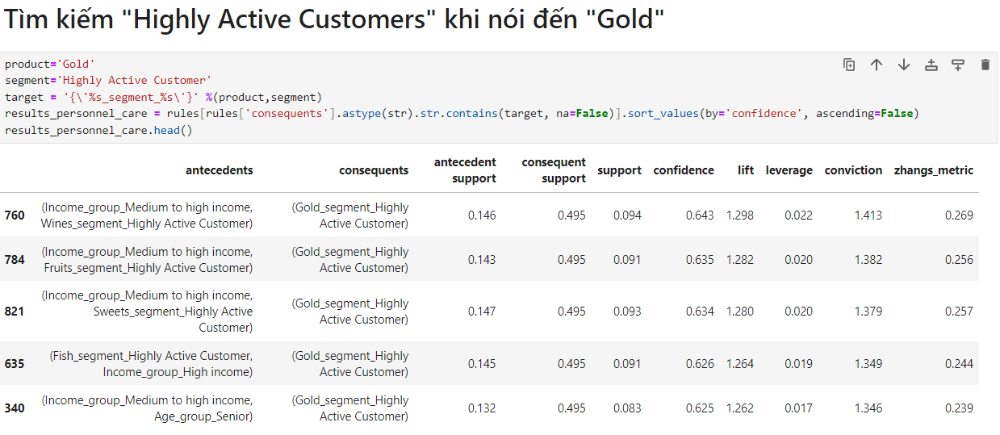 Tìm kiếm "Highly Active Customers" khi nói đến "Gold"
product='Gold'
segment='Highly Active Customer'
target = '{\'%s_segment_%s\'}' %(product,segment)
results_personnel_care = rules[rules['consequents'].astype(str).str.contains(target, na=False)].sort_values(by='confidence', ascending=False)
results_personnel_care.head()
antecedents consequents antecedent support consequent support support confidence lift leverage conviction zhangs_metric
760 (Income_group_Medium to high income, Wines_segment_Highly Active Customer) (Gold_segment_Highly Active Customer) 0.146 0.495 0.094 0.643 1.298 0.022 1.413 0.269
784 (Income_group_Medium to high income, Fruits_segment_Highly Active Customer) (Gold_segment_Highly Active Customer) 0.143 0.495 0.091 0.635 1.282 0.020 1.382 0.256
821 (Income_group_Medium to high income, Sweets_segment_Highly Active Customer) (Gold_segment_Highly Active Customer) 0.147 0.495 0.093 0.634 1.280 0.020 1.379 0.257
635 (Fish_segment_Highly Active Customer, Income_group_High income) (Gold_segment_Highly Active Customer) 0.145 0.495 0.091 0.626 1.264 0.019 1.349 0.244
340 (Income_group_Medium to high income, Age_group_Senior) (Gold_segment_Highly Active Customer) 0.132 0.495 0.083 0.625 1.262 0.017 1.346 0.239